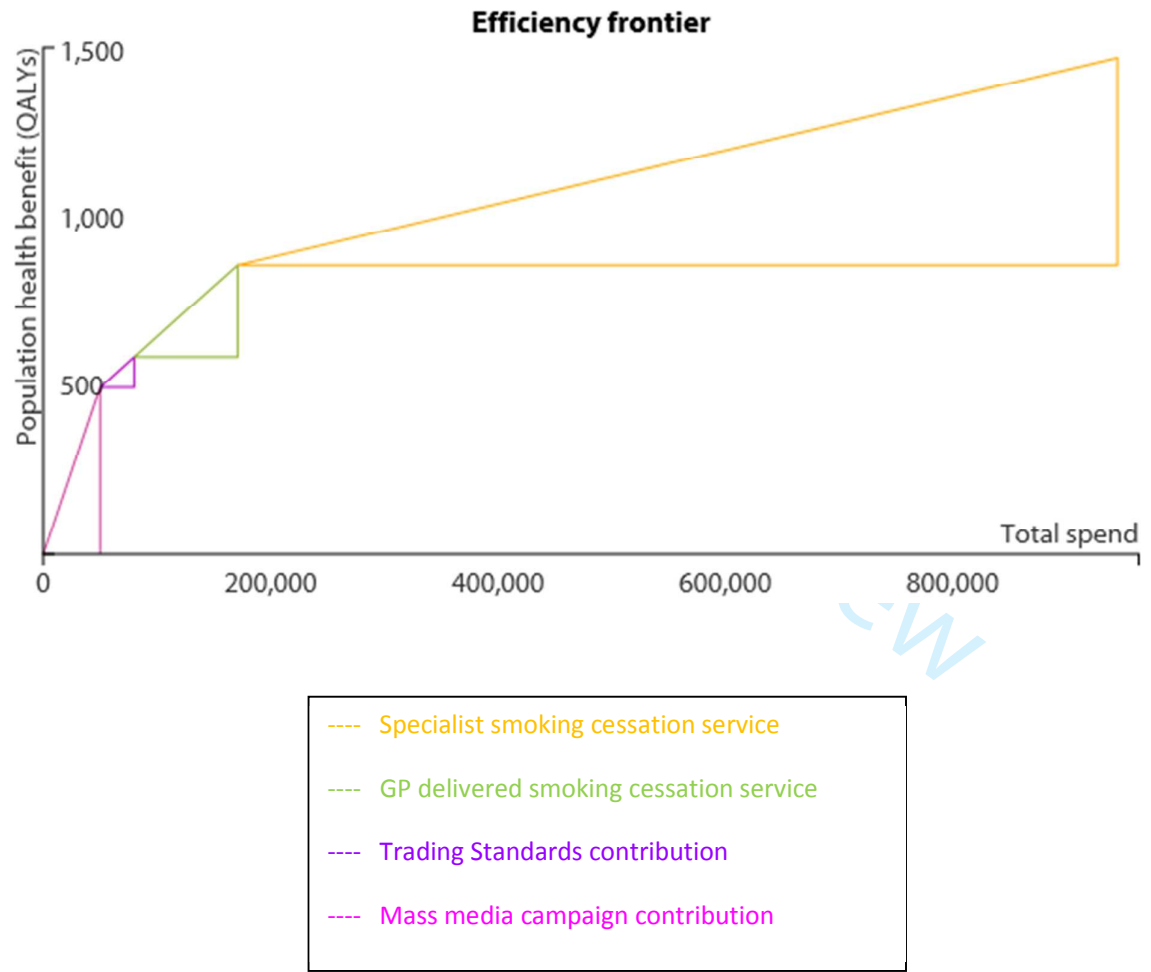 Efficiency frontier
Population health benefit (QALYs)
1,500
1,000
500
Total spend
0
200,000
400,000
600,000
800,000
ew
---- Specialist smoking cessation service
---- GP delivered smoking cessation service
---- Trading Standards contribution
---- Mass media campaign contribution